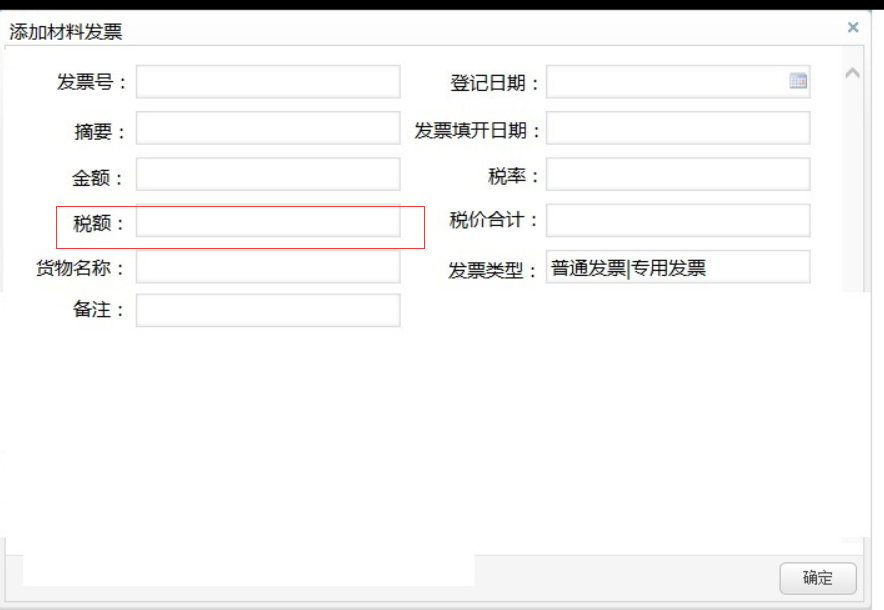 添加材料发票
发票号： 登记日期：
摘要： 发票填开日期：
金额： 税率：
税额： 税价合计：
货物名称： 发票类型： 普通发票|专用发票
备注：
确定